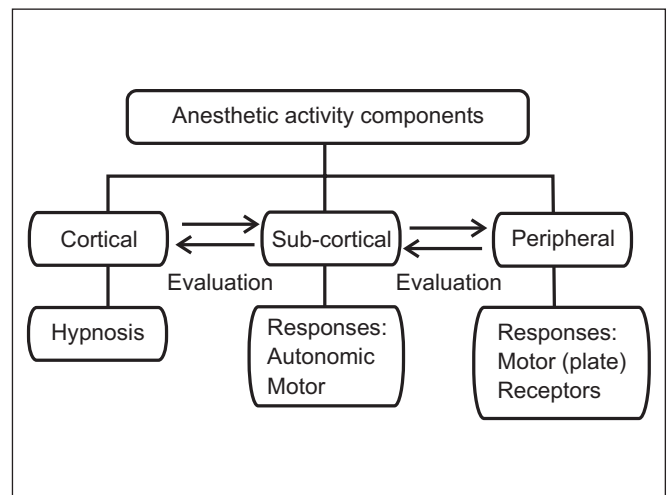 Anesthetic activity components
Cortical
Sub-cortical
Peripheral
Evaluation
Evaluation
Hypnosis
Responses:
Autonomic
Motor
Responses:
Motor (plate)
Receptors